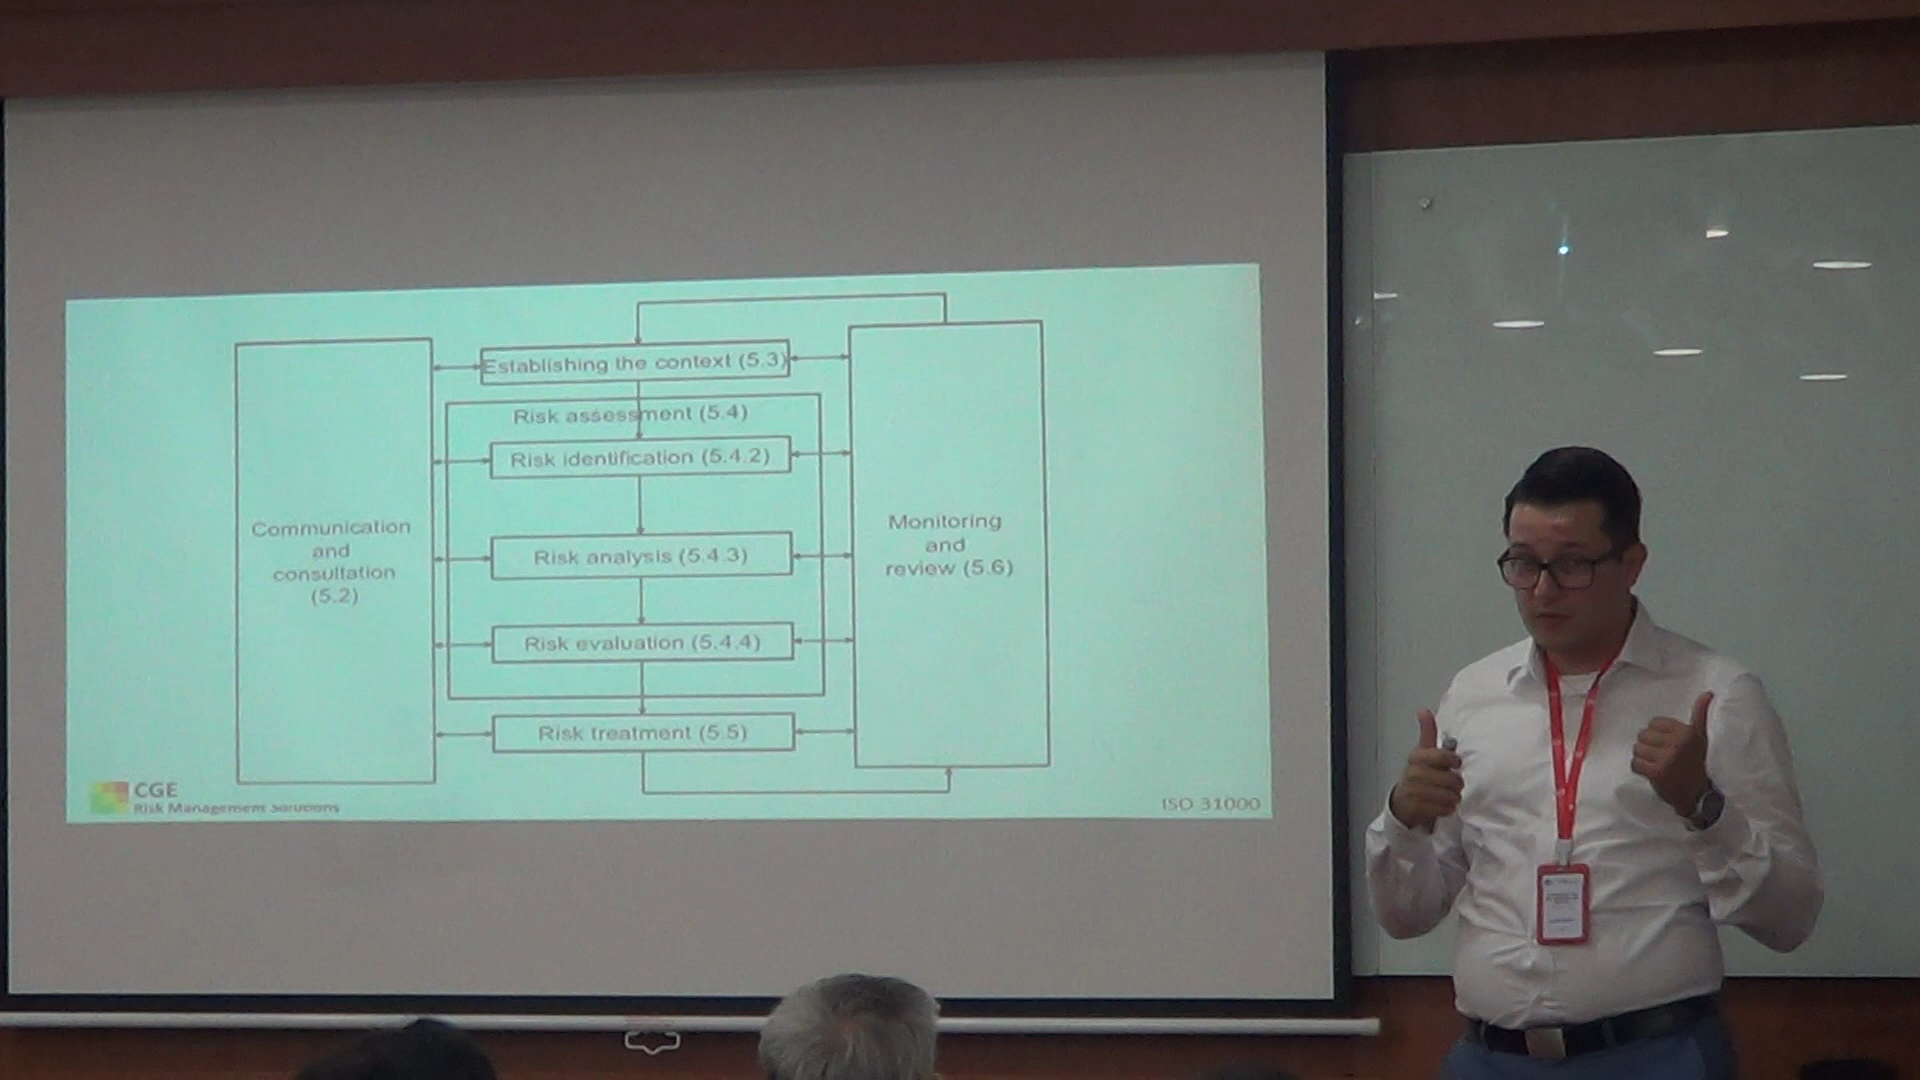 Establishing the context (5.3)
Risk assessment (5.4)
Risk identification (5.4.2)
Communication
and
consultation
(5.2)
Risk analysis (5.4.3)
Monitoring
and
review (5.6)
Risk evaluation (5.4.4)
Risk treatment (5.5)
CGE
Risk Management Solutions
ISO 31000